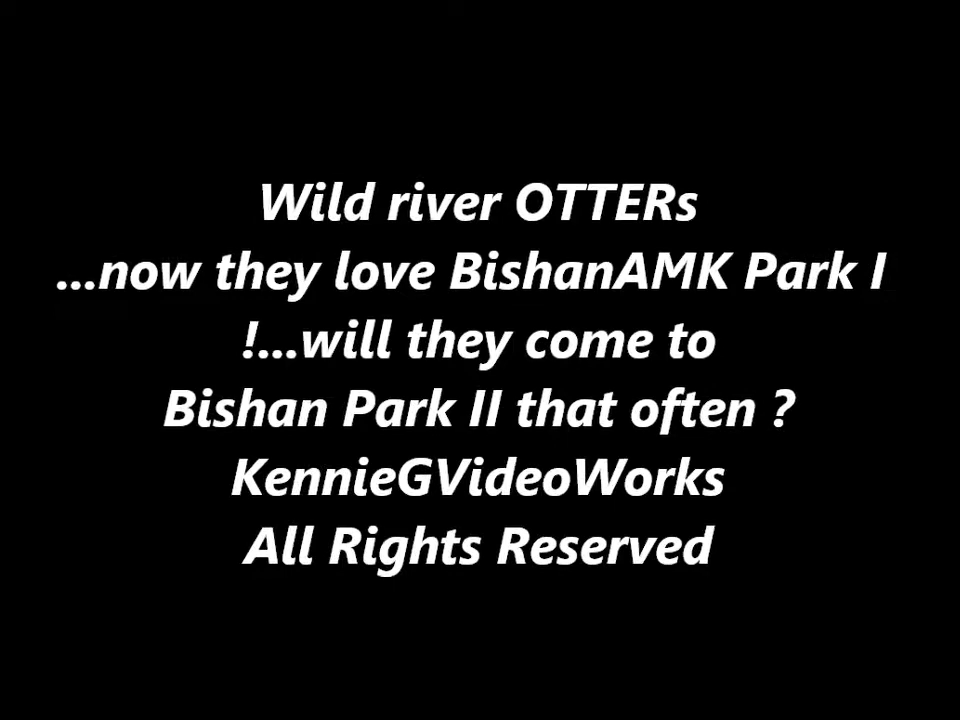 Wild river OTTERs
...now they love BishanAMK Park I
!...will they come to
Bishan Park II that often ?
KennieGVideoWorks
All Rights Reserved